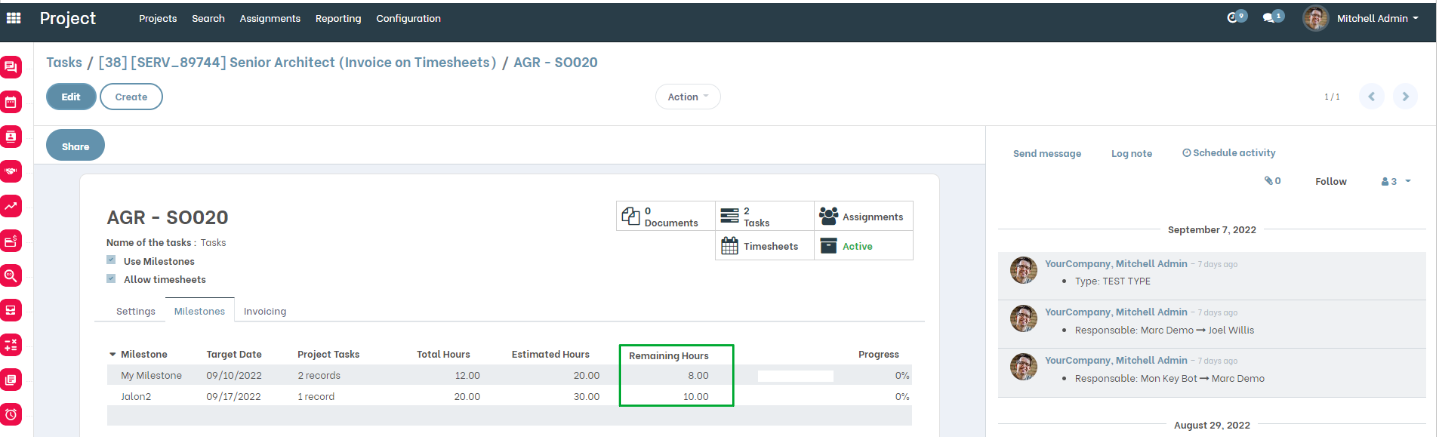 Project Projects Search Assignments Reporting Configuration 9 1 Mitchell Admin
Tasks / [38] [SERV_89744] Senior Architect (Invoice on Timesheets) / AGR - SO020
Edit Create Action 1 / 1
Share
Send message Log note Schedule activity
0 Follow 3
AGR - SO020
0 Documents
2 Tasks
Assignments
Timesheets
Active
Name of the tasks : Tasks
Use Milestones
Allow timesheets
Settings Milestones Invoicing
Milestone Target Date Project Tasks Total Hours Estimated Hours Remaining Hours Progress
My Milestone 09/10/2022 2 records 12.00 20.00 8.00 0%
Jalon2 09/17/2022 1 record 20.00 30.00 10.00 0%
September 7, 2022
YourCompany, Mitchell Admin - 7 days ago
• Type: TEST TYPE
YourCompany, Mitchell Admin - 7 days ago
• Responsable: Marc Demo → Joel Willis
YourCompany, Mitchell Admin - 7 days ago
• Responsable: Mon Key Bot → Marc Demo
August 29, 2022